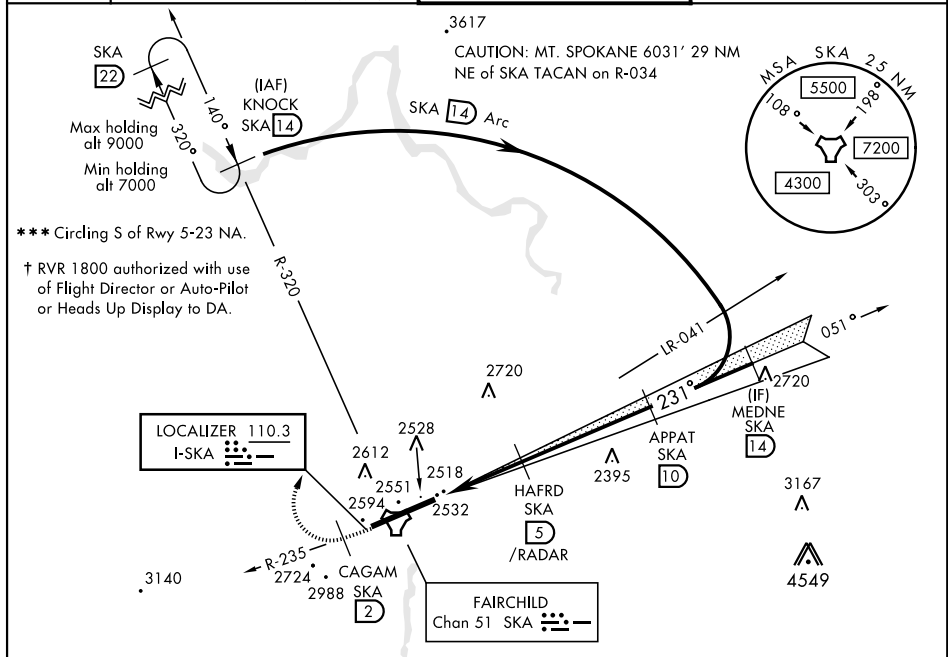 3617
CAUTION: MT. SPOKANE 6031' 29 NM
NE of SKA TACAN on R-034
SKA
22
140°
320°
Max holding
alt 9000
Min holding
alt 7000
(IAF)
KNOCK
SKA 14
SKA 14 Arc
MSA SKA 25 NM
5500
108°
198°
7200
4300
303°
*** Circling S of Rwy 5-23 NA.
† RVR 1800 authorized with use
of Flight Director or Auto-Pilot
or Heads Up Display to DA.
R-320
LR-041
051°
231°
2720
2720
(IF)
MEDNE
SKA
14
APPAT
SKA
10
2395
HAFRD
SKA
5
/RADAR
3167
4549
LOCALIZER 110.3
I-SKA
2612
2528
2551
2518
2594
2532
R-235
2724
2988
CAGAM
SKA
2
3140
FAIRCHILD
Chan 51 SKA